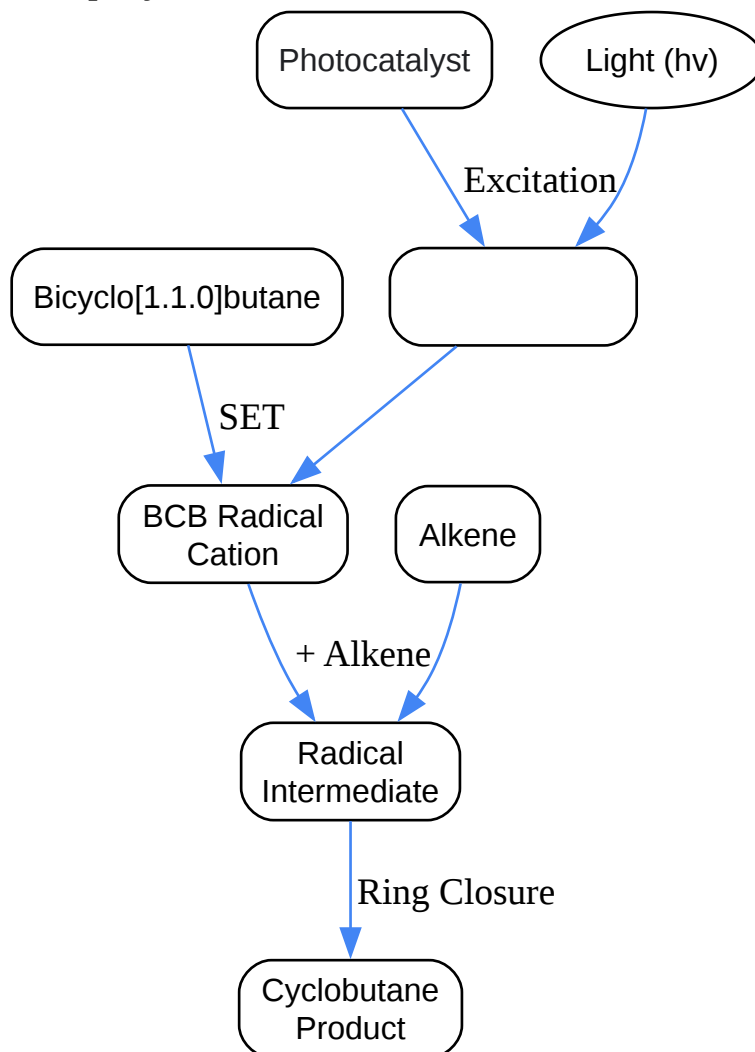 Photocatalyst
Light (hv)
Excitation
Bicyclo[1.1.0]butane
SET
BCB Radical
Cation
Alkene
+ Alkene
Radical
Intermediate
Ring Closure
Cyclobutane
Product